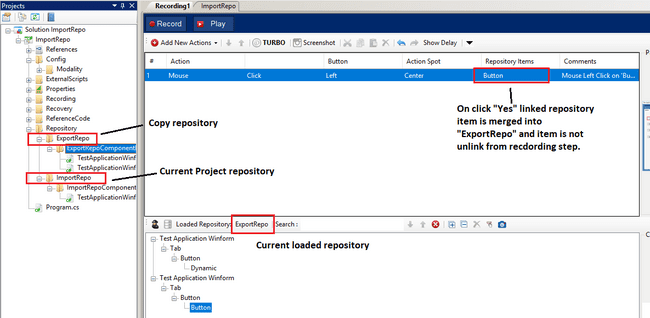 Projects
Solution ImportRepo
ImportRepo
References
Config
Modality
ExternalScripts
Properties
Recording
Recovery
ReferenceCode
Repository
ExportRepo
ExportRepoComponent
TestApplicationWinf
TestApplicationWinf
ImportRepo
ImportRepoComponent
TestApplicationWinf
Program.cs
Copy repository
Current Project repository
Recording1
ImportRepo
Record
Play
Add New Actions
TURBO
Screenshot
Show Delay
# Action Button Action Spot Repository Items Comments
1 Mouse Click Left Center Button Mouse Left Click on 'Bu...
On click "Yes" linked repository
item is merged into
"ExportRepo" and item is not
unlink from recdording step.
Loaded Repository: ExportRepo Search :
Current loaded repository
Test Application Winform
Tab
Button
Dynamic
Test Application Winform
Tab
Button
Button